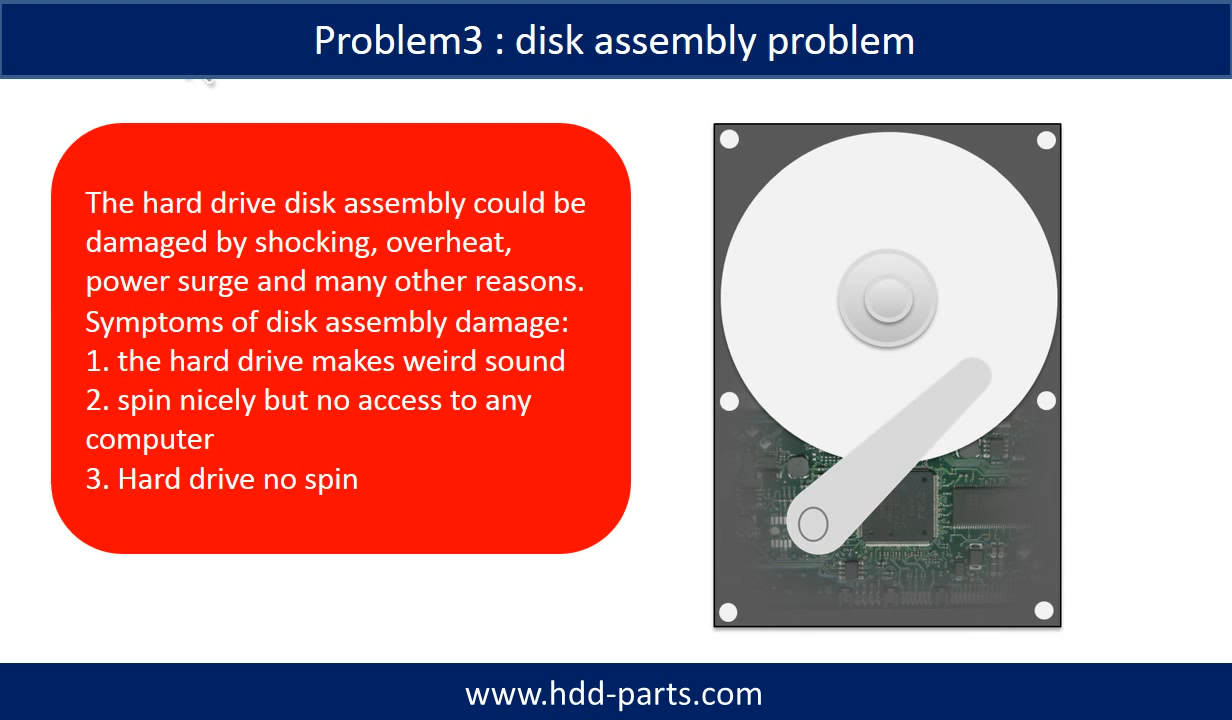 Problem3 : disk assembly problem
The hard drive disk assembly could be
damaged by shocking, overheat,
power surge and many other reasons.
Symptoms of disk assembly damage:
1. the hard drive makes weird sound
2. spin nicely but no access to any
computer
3. Hard drive no spin
www.hdd-parts.com